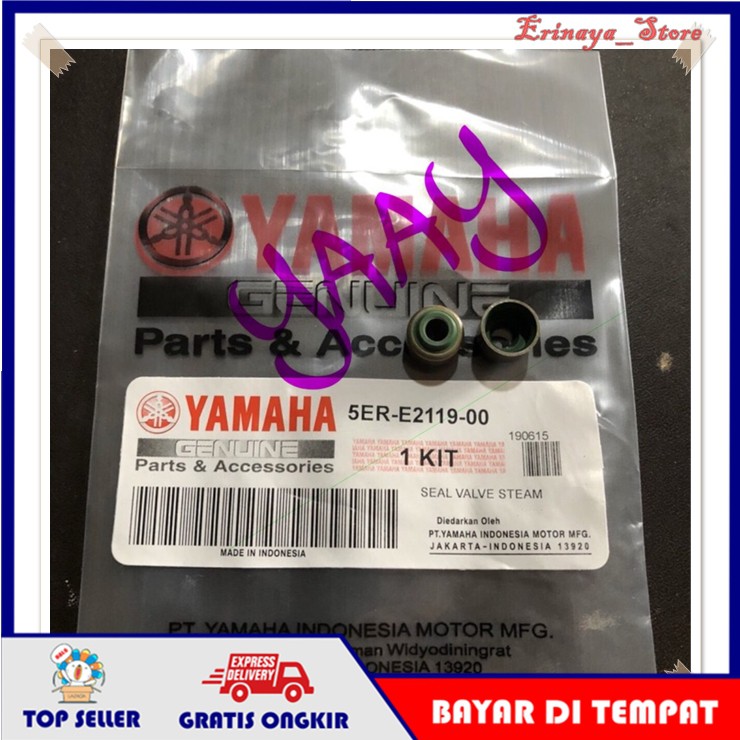 Erinaya_Store
YAMAHA
GENUINE
Parts & Accessories
YAAAY
YAMAHA
GENUINE
Parts & Accessories
5ER-E2119-00
190615
1 KIT
SEAL VALVE STEAM
Diedarkan Oleh
PT.YAMAHA INDONESIA MOTOR MFG.
JAKARTA-INDONESIA 13920
MADE IN INDONESIA
PT. YAMAHA INDONESIA MOTOR MFG.
Widyodiningrat
13920
TOP SELLER
EXPRESS
DELIVERY
GRATIS ONGKIR
BAYAR DI TEMPAT